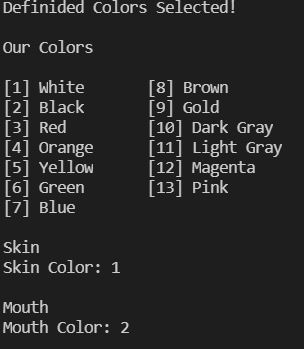 Definided Colors Selected!
Our Colors
[1] White [8] Brown
[2] Black [9] Gold
[3] Red [10] Dark Gray
[4] Orange [11] Light Gray
[5] Yellow [12] Magenta
[6] Green [13] Pink
[7] Blue
Skin
Skin Color: 1
Mouth
Mouth Color: 2